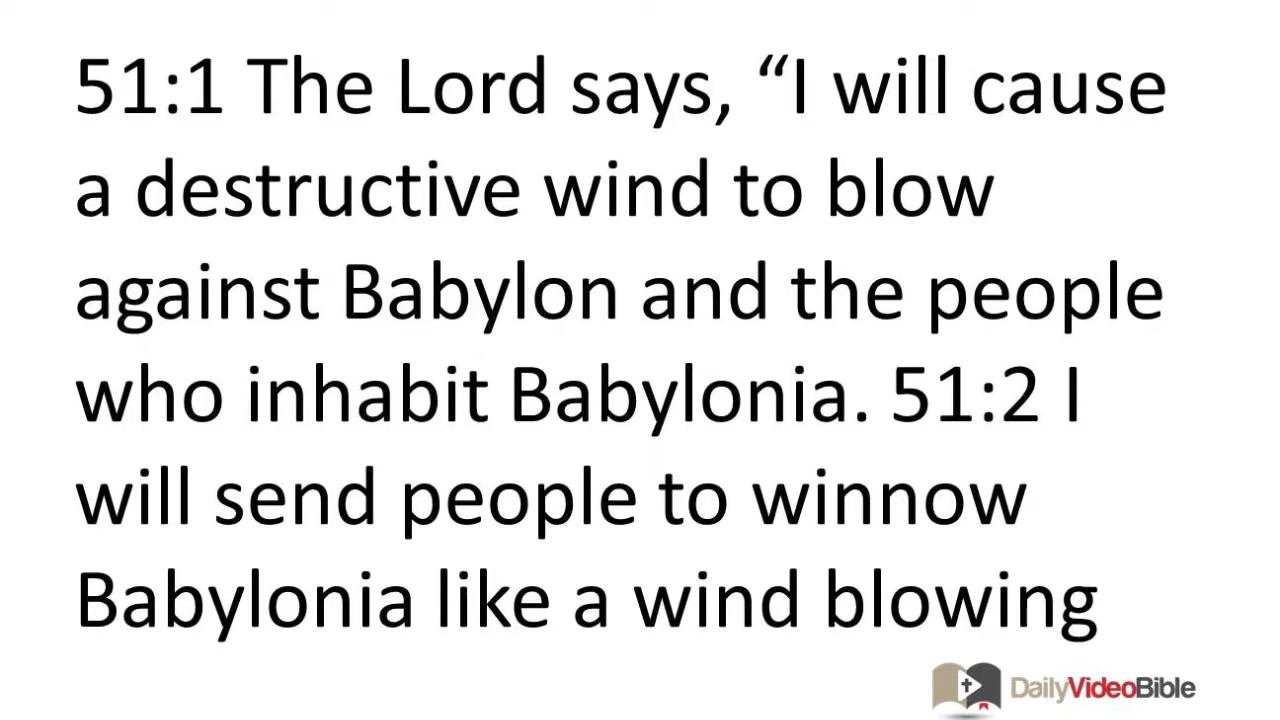 51:1 The Lord says, “I will cause
a destructive wind to blow
against Babylon and the people
who inhabit Babylonia. 51:2 I
will send people to winnow
Babylonia like a wind blowing
DailyVideoBible